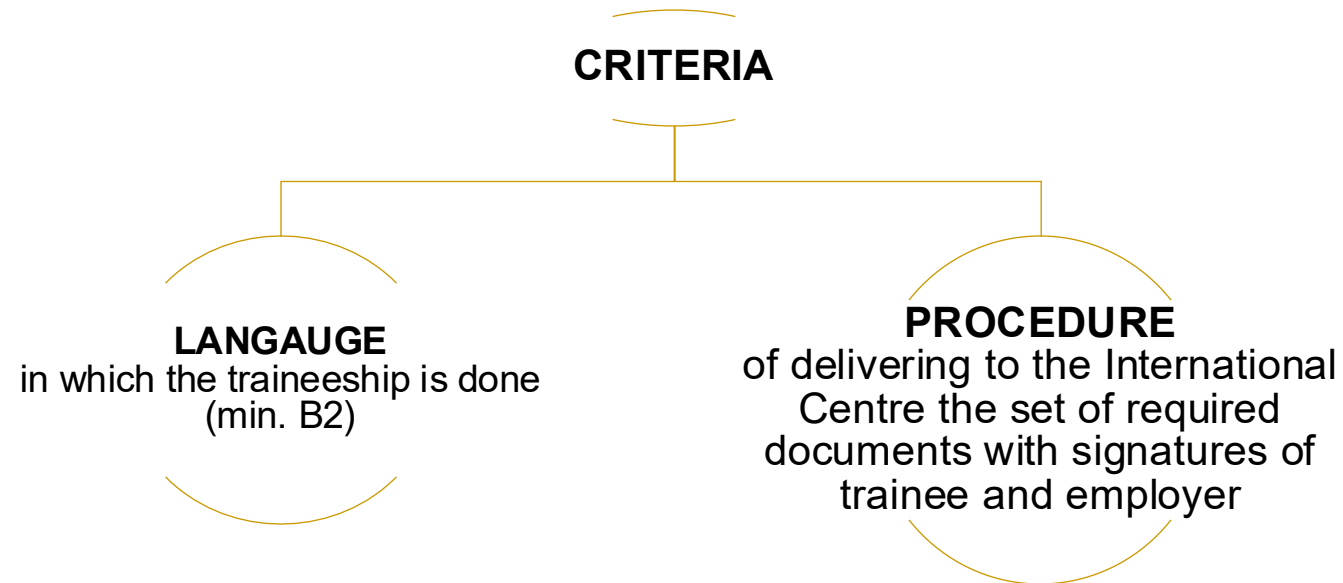 CRITERIA
LANGAUGE
in which the traineeship is done
(min. B2)
PROCEDURE
of delivering to the International
Centre the set of required
documents with signatures of
trainee and employer